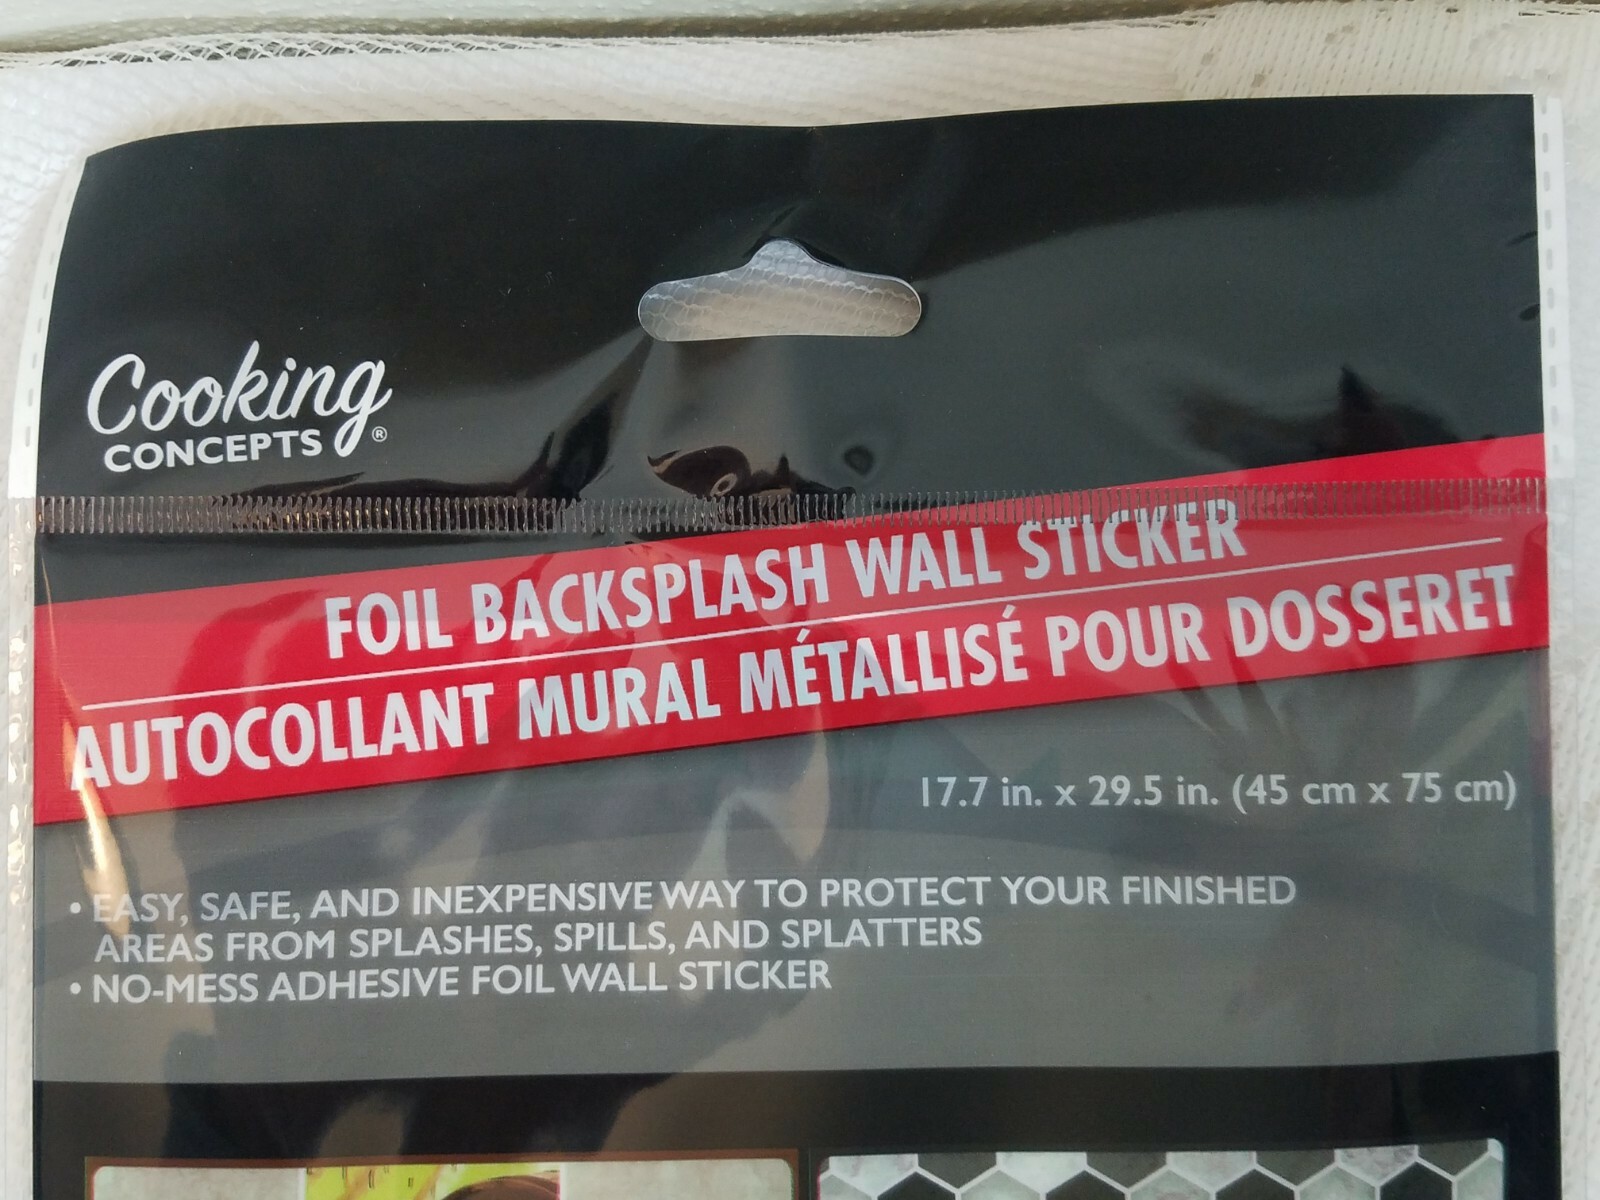 Cooking
CONCEPTS®
FOIL BACKSPLASH WALL STICKER
AUTOCOLLANT MURAL MÉTALLISÉ POUR DOSSERET
17.7 in. x 29.5 in. (45 cm x 75 cm)
• EASY, SAFE, AND INEXPENSIVE WAY TO PROTECT YOUR FINISHED
AREAS FROM SPLASHES, SPILLS, AND SPLATTERS
• NO-MESS ADHESIVE FOIL WALL STICKER